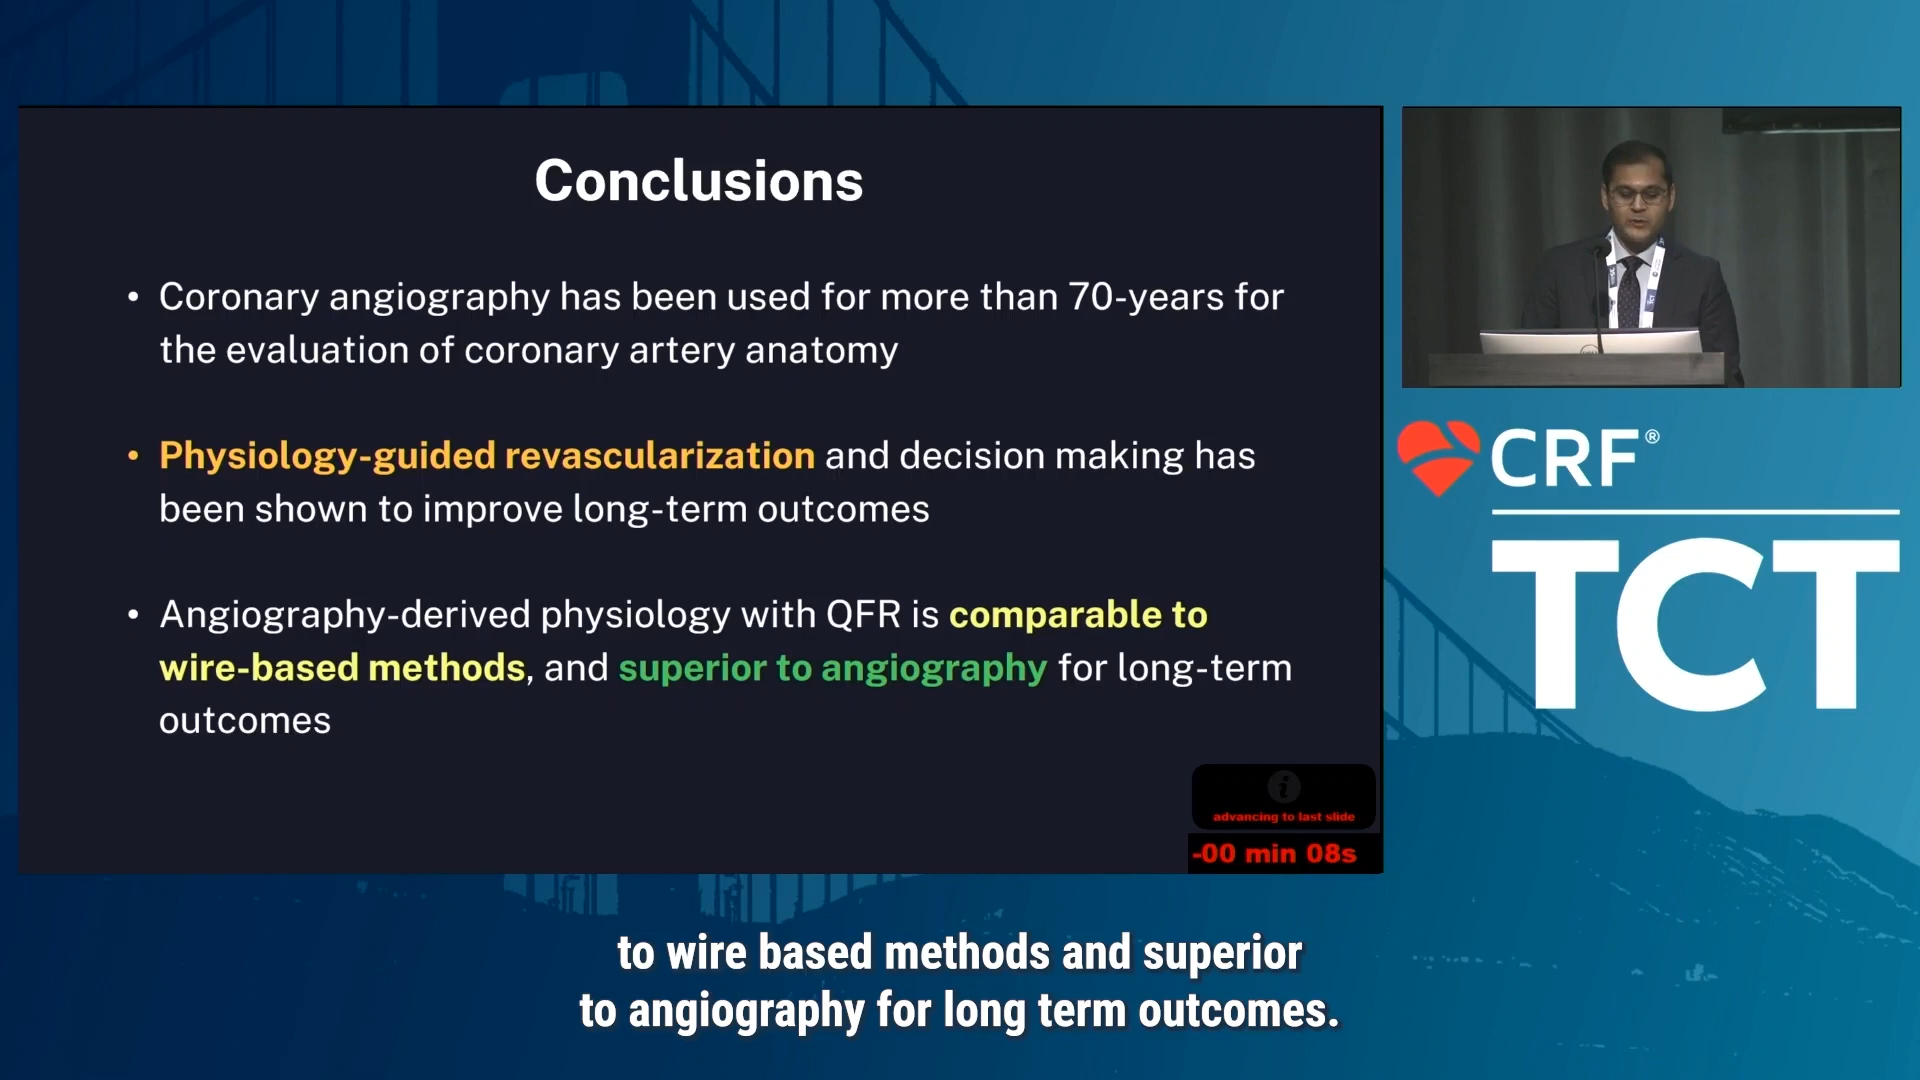 Conclusions
• Coronary angiography has been used for more than 70-years for
the evaluation of coronary artery anatomy
• Physiology-guided revascularization and decision making has
been shown to improve long-term outcomes
• Angiography-derived physiology with QFR is comparable to
wire-based methods, and superior to angiography for long-term
outcomes
i
advancing to last slide
-00 min 08s
CRF®
TCT
to wire based methods and superior
to angiography for long term outcomes.